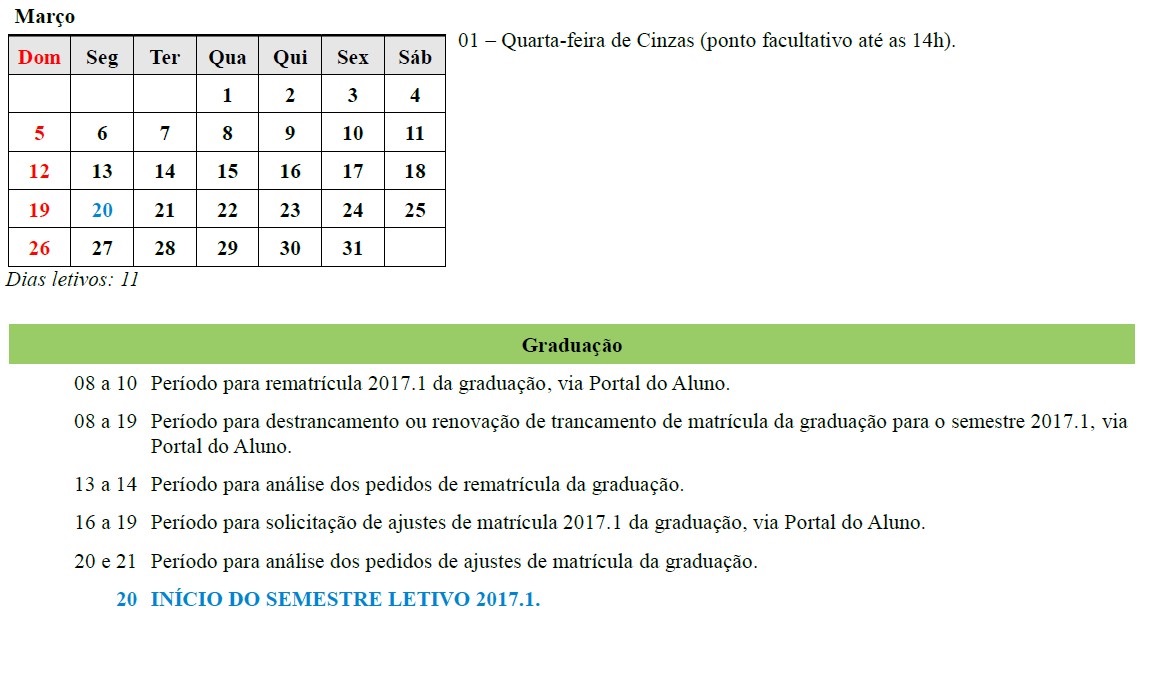 Março
01 – Quarta-feira de Cinzas (ponto facultativo até as 14h).
Dom Seg Ter Qua Qui Sex Sáb
1 2 3 4
5 6 7 8 9 10 11
12 13 14 15 16 17 18
19 20 21 22 23 24 25
26 27 28 29 30 31
Dias letivos: 11
Graduação
08 a 10 Período para rematrícula 2017.1 da graduação, via Portal do Aluno.
08 a 19 Período para destrancamento ou renovação de trancamento de matrícula da graduação para o semestre 2017.1, via
Portal do Aluno.
13 a 14 Período para análise dos pedidos de rematrícula da graduação.
16 a 19 Período para solicitação de ajustes de matrícula 2017.1 da graduação, via Portal do Aluno.
20 e 21 Período para análise dos pedidos de ajustes de matrícula da graduação.
20 INÍCIO DO SEMESTRE LETIVO 2017.1.